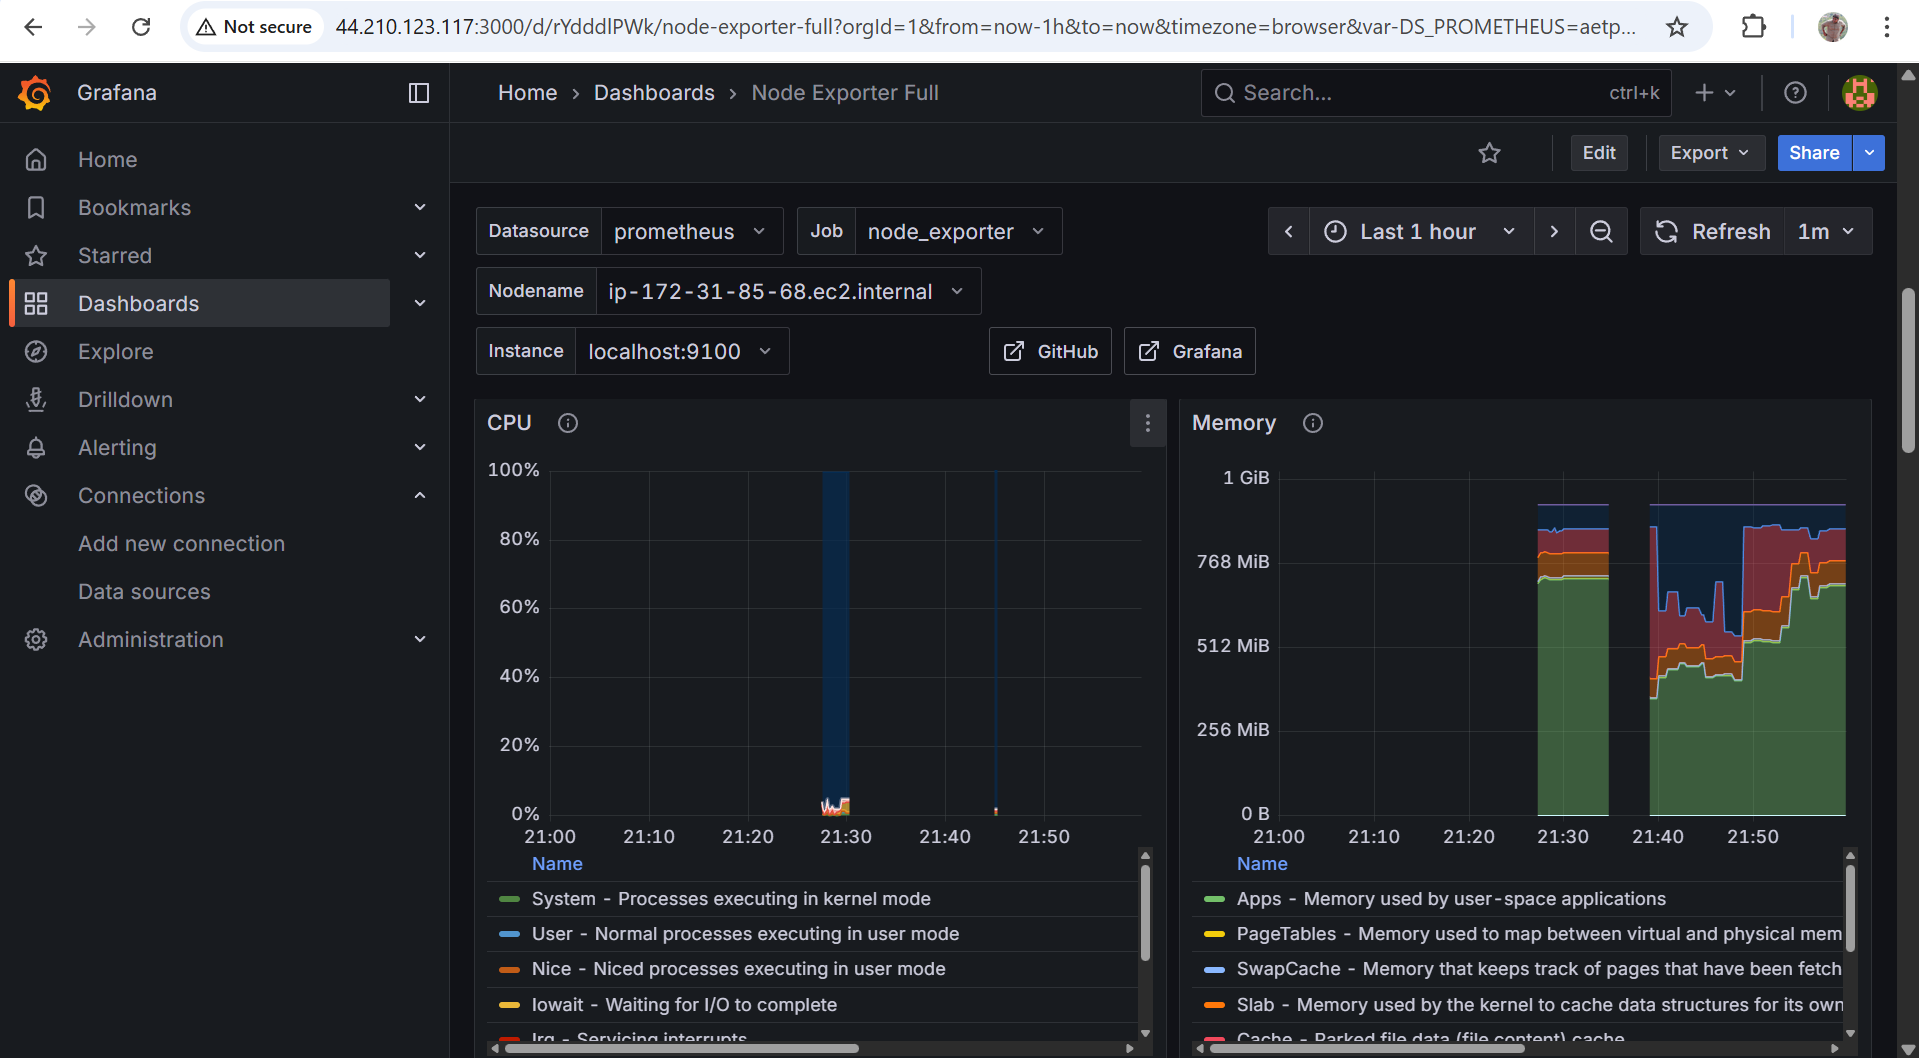 Not secure 44.210.123.117:3000/d/rYdddlPWk/node-exporter-full?orgId=1&from=now-1h&to=now&timezone=browser&var-DS_PROMETHEUS=aetp...
Grafana
Home > Dashboards > Node Exporter Full
Search... ctrl+k
Edit
Export
Share
Home
Bookmarks
Starred
Dashboards
Explore
Drilldown
Alerting
Connections
Add new connection
Data sources
Administration
Datasource prometheus
Job node_exporter
Last 1 hour
Refresh 1m
Nodename ip-172-31-85-68.ec2.internal
Instance localhost:9100
GitHub
Grafana
CPU
100%
80%
60%
40%
20%
0%
21:00 21:10 21:20 21:30 21:40 21:50
Name
System - Processes executing in kernel mode
User - Normal processes executing in user mode
Nice - Niced processes executing in user mode
Iowait - Waiting for I/O to complete
Irq - Servicing interrupts
Memory
1 GiB
768 MiB
512 MiB
256 MiB
0 B
21:00 21:10 21:20 21:30 21:40 21:50
Name
Apps - Memory used by user-space applications
PageTables - Memory used to map between virtual and physical mem
SwapCache - Memory that keeps track of pages that have been fetch
Slab - Memory used by the kernel to cache data structures for its own
Cache - Parked file data (file content) cache